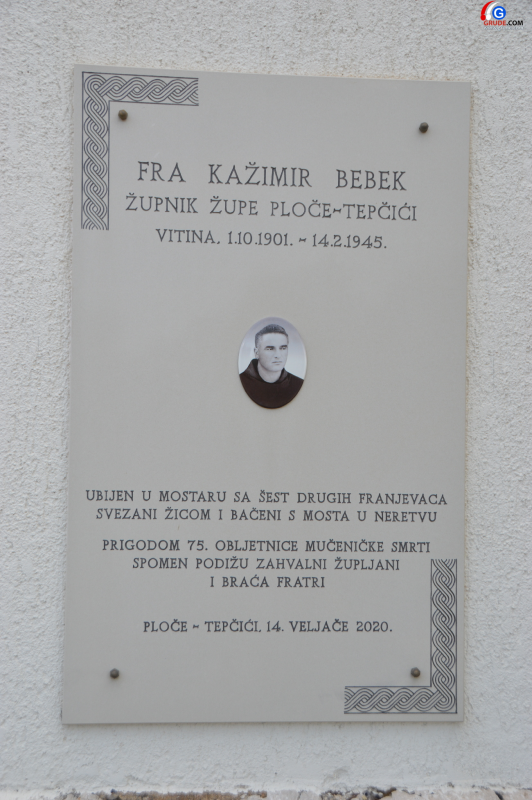 G
GRUDE.COM
FRA KAŽIMIR BEBEK
ŽUPNIK ŽUPE PLOČE~TEPČIĆI
VITINA, 1.10.1901. ~ 14.2.1945.
UBIJEN U MOSTARU SA ŠEST DRUGIH FRANJEVACA
SVEZANI ŽICOM I BAČENI S MOSTA U NERETVU
PRIGODOM 75. OBLJETNICE MUČENIČKE SMRTI
SPOMEN PODIŽU ZAHVALNI ŽUPLJANI
I BRAĆA FRATRI
PLOČE ~ TEPČIĆI, 14. VELJAČE 2020.